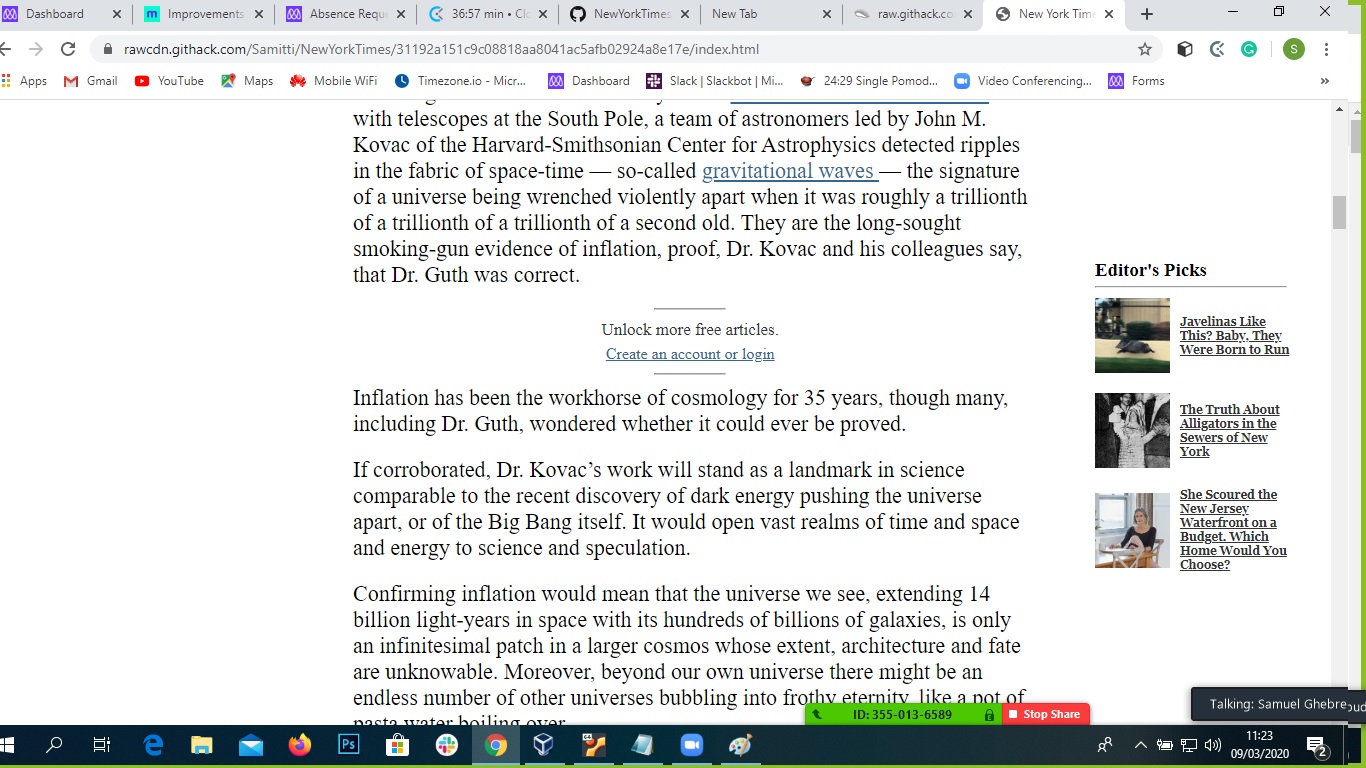 Dashboard
Improvements
Absence Requ
36:57 min • Clo
NewYorkTimes
New Tab
raw.githack.co
New York Time
rawcdn.githack.com/Samitti/NewYorkTimes/31192a151c9c08818aa8041ac5afb02924a8e17e/index.html
S
Apps
Gmail
YouTube
Maps
Mobile WiFi
Timezone.io - Micr...
Dashboard
Slack | Slackbot | Mi...
24:29 Single Pomod...
Video Conferencing...
Forms
»
with telescopes at the South Pole, a team of astronomers led by John M.
Kovac of the Harvard-Smithsonian Center for Astrophysics detected ripples
in the fabric of space-time — so-called gravitational waves — the signature
of a universe being wrenched violently apart when it was roughly a trillionth
of a trillionth of a trillionth of a second old. They are the long-sought
smoking-gun evidence of inflation, proof, Dr. Kovac and his colleagues say,
that Dr. Guth was correct.
Unlock more free articles.
Create an account or login
Inflation has been the workhorse of cosmology for 35 years, though many,
including Dr. Guth, wondered whether it could ever be proved.
If corroborated, Dr. Kovac’s work will stand as a landmark in science
comparable to the recent discovery of dark energy pushing the universe
apart, or of the Big Bang itself. It would open vast realms of time and space
and energy to science and speculation.
Confirming inflation would mean that the universe we see, extending 14
billion light-years in space with its hundreds of billions of galaxies, is only
an infinitesimal patch in a larger cosmos whose extent, architecture and fate
are unknowable. Moreover, beyond our own universe there might be an
endless number of other universes bubbling into frothy eternity, like a pot of
pasta water boiling over.
Editor's Picks
Javelinas Like
This? Baby, They
Were Born to Run
The Truth About
Alligators in the
Sewers of New
York
She Scoured the
New Jersey
Waterfront on a
Budget. Which
Home Would You
Choose?
Talking: Samuel Ghebre
ID: 355-013-6589
Stop Share
Ps
11:23
09/03/2020
2